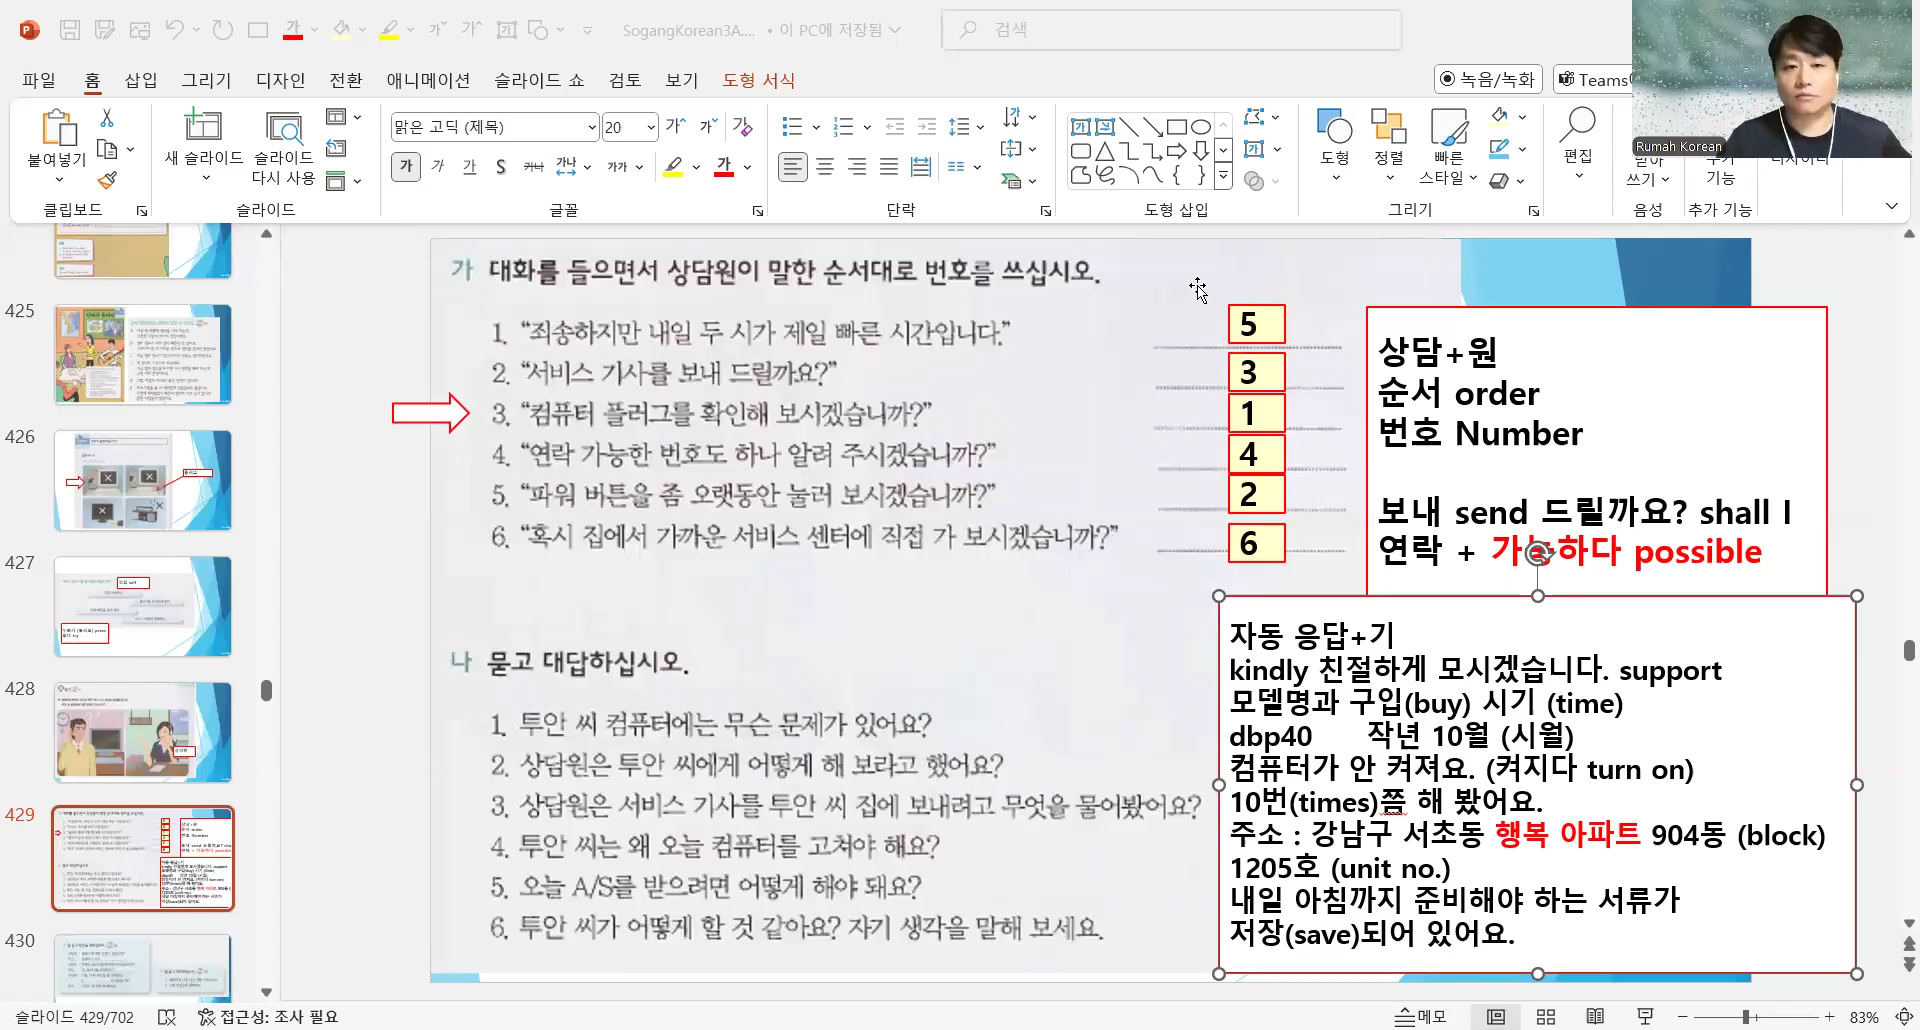 SogangKorean3A.... • 이 PC에 저장됨
검색
파일 홈 삽입 그리기 디자인 전환 애니메이션 슬라이드 쇼 검토 보기 도형 서식
녹음/녹화 Teams
붙여넣기
새 슬라이드
슬라이드 다시 사용
맑은 고딕 (제목) 20
도형 정렬 빠른 스타일
편집
쓰기
기능
클립보드 슬라이드 글꼴 단락 도형 삽입 그리기 음성 추가 기능
Rumah Korean
425
426
427
428
429
430
가 대화를 들으면서 상담원이 말한 순서대로 번호를 쓰십시오.
1. “죄송하지만 내일 두 시가 제일 빠른 시간입니다.” 5
2. “서비스 기사를 보내 드릴까요?” 3
3. “컴퓨터 플러그를 확인해 보시겠습니까?” 1
4. “연락 가능한 번호도 하나 알려 주시겠습니까?” 4
5. “파워 버튼을 좀 오랫동안 눌러 보시겠습니까?” 2
6. “혹시 집에서 가까운 서비스 센터에 직접 가 보시겠습니까?” 6
상담+원
순서 order
번호 Number
보내 send 드릴까요? shall I
연락 + 가능하다 possible
나 묻고 대답하십시오.
1. 투안 씨 컴퓨터에는 무슨 문제가 있어요?
2. 상담원은 투안 씨에게 어떻게 해 보라고 했어요?
3. 상담원은 서비스 기사를 투안 씨 집에 보내려고 무엇을 물어봤어요?
4. 투안 씨는 왜 오늘 컴퓨터를 고쳐야 해요?
5. 오늘 A/S를 받으려면 어떻게 해야 돼요?
6. 투안 씨가 어떻게 할 것 같아요? 자기 생각을 말해 보세요.
자동 응답+기
kindly 친절하게 모시겠습니다. support
모델명과 구입(buy) 시기 (time)
dbp40 작년 10월 (시월)
컴퓨터가 안 켜져요. (켜지다 turn on)
10번(times)쯤 해 봤어요.
주소 : 강남구 서초동 행복 아파트 904동 (block)
1205호 (unit no.)
내일 아침까지 준비해야 하는 서류가
저장(save)되어 있어요.
슬라이드 429/702 접근성: 조사 필요 메모 83%